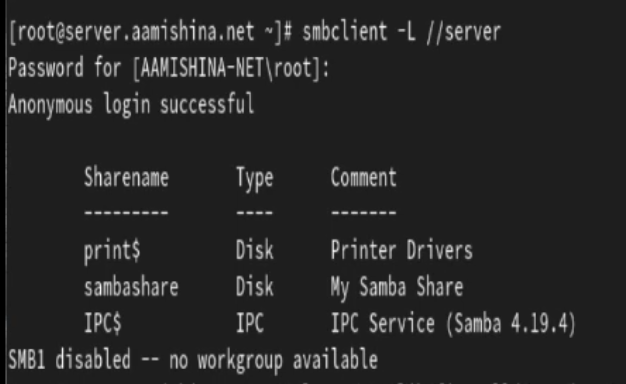 [root@server.aamishina.net ~]# smbclient -L //server
Password for [AAMISHINA-NET\root]:
Anonymous login successful
Sharename Type Comment
--------- ---- -------
print$ Disk Printer Drivers
sambashare Disk My Samba Share
IPC$ IPC IPC Service (Samba 4.19.4)
SMB1 disabled -- no workgroup available